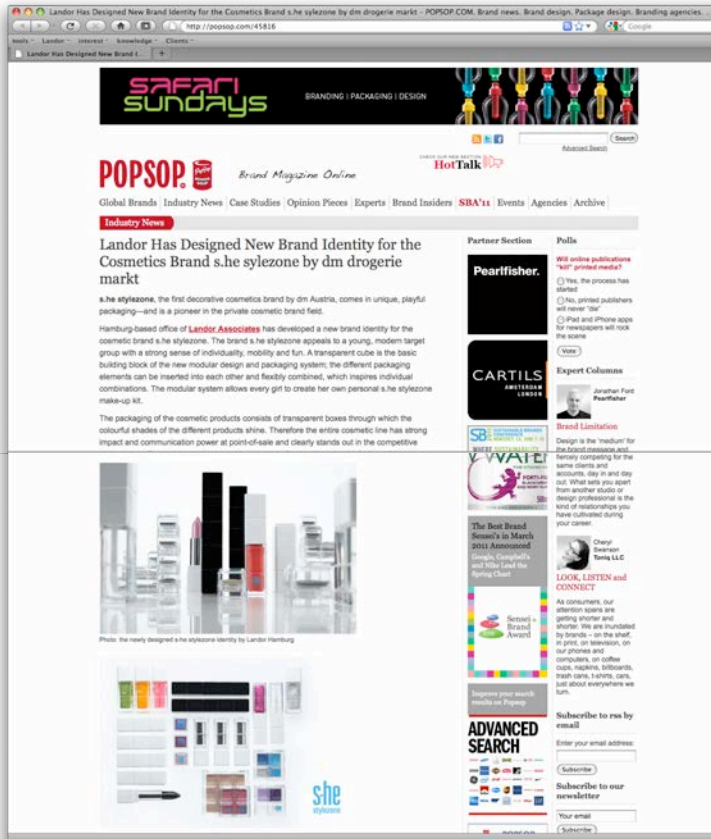 Landor Has Designed New Brand Identity for the Cosmetics Brand s.he sylezone by dm drogerie markt – POPSOP.COM. Brand news. Brand design. Package design. Branding agencies.
http://popsop.com/45816
Google
tools Landor interest knowledge Clients
Landor Has Designed New Brand I...
SAFARI
SUNDAYS
BRANDING | PACKAGING | DESIGN
Search
Advanced Search
POPSOP.
Brand Magazine Online
CHECK OUR NEW SECTION
HotTalk
Global Brands Industry News Case Studies Opinion Pieces Experts Brand Insiders SBA'11 Events Agencies Archive
Industry News
Landor Has Designed New Brand Identity for the
Cosmetics Brand s.he sylezone by dm drogerie
markt
s.he stylezone, the first decorative cosmetics brand by dm Austria, comes in unique, playful
packaging—and is a pioneer in the private cosmetic brand field.
Hamburg-based office of Landor Associates has developed a new brand identity for the
cosmetic brand s.he stylezone. The brand s.he stylezone appeals to a young, modern target
group with a strong sense of individuality, mobility and fun. A transparent cube is the basic
building block of the new modular design and packaging system; the different packaging
elements can be inserted into each other and flexibly combined, which inspires individual
combinations. The modular system allows every girl to create her own personal s.he stylezone
make-up kit.
The packaging of the cosmetic products consists of transparent boxes through which the
colourful shades of the different products shine. Therefore the entire cosmetic line has strong
impact and communication power at point-of-sale and clearly stands out in the competitive
Photo: the newly designed s-he stylezone identity by Landor Hamburg
s·he
stylezone
Partner Section
Pearlfisher.
CARTILS
AMSTERDAM
LONDON
SB
The Best Brand
Sensei's in March
2011 Announced
Google, Campbell's
and Nike Lead the
Spring Chart
Sensei
Brand
Award
Improve your search
results on Popsop
ADVANCED
SEARCH
Polls
Will online publications
"kill" printed media?
Yes, the process has
started
No, printed publishers
will never "die"
iPad and iPhone apps
for newspapers will rock
the scene
Vote
Expert Columns
Jonathan Ford
Pearlfisher
Brand Limitation
Design is the 'medium' for
the brand message and
fiercely competing for the
same clients and
accounts, day in and day
out. What sets you apart
from another studio or
design professional is the
kind of relationships you
have cultivated during
your career.
Cheryl
Swanson
Toniq LLC
LOOK, LISTEN and
CONNECT
As consumers, our
attention spans are
getting shorter and
shorter. We are inundated
by brands – on the shelf,
in print, on television, on
our phones and
computers, on coffee
cups, napkins, billboards,
trash cans, t-shirts, cars,
just about everywhere we
turn.
Subscribe to rss by
email
Enter your email address:
Subscribe
Subscribe to our
newsletter
Your email
Subscribe